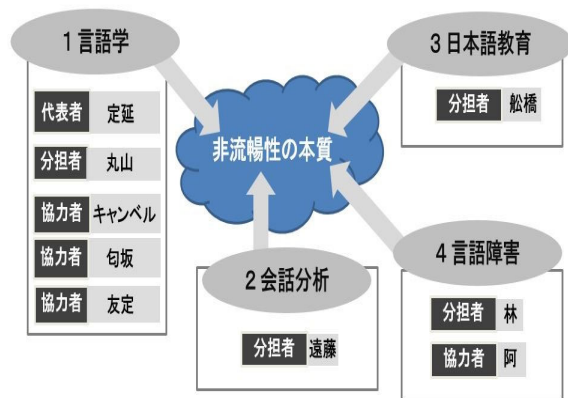 1言語学
代表者 定延
分担者 丸山
協力者 キャンベル
協力者 匂坂
協力者 友定
非流暢性の本質
2会話分析
分担者 遠藤
3日本語教育
分担者 舩橋
4言語障害
分担者 林
協力者 阿